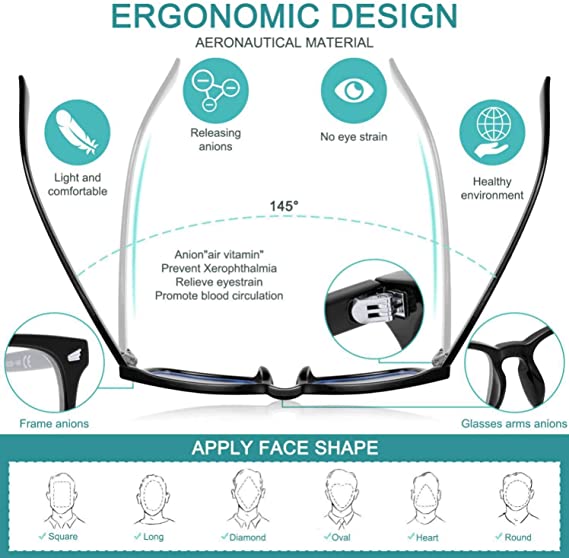 ERGONOMIC DESIGN
AERONAUTICAL MATERIAL
Light and
comfortable
Releasing
anions
No eye strain
Healthy
environment
145°
Anion"air vitamin"
Prevent Xerophthalmia
Relieve eyestrain
Promote blood circulation
Frame anions
Glasses arms anions
APPLY FACE SHAPE
Square
Long
Diamond
Oval
Heart
Round